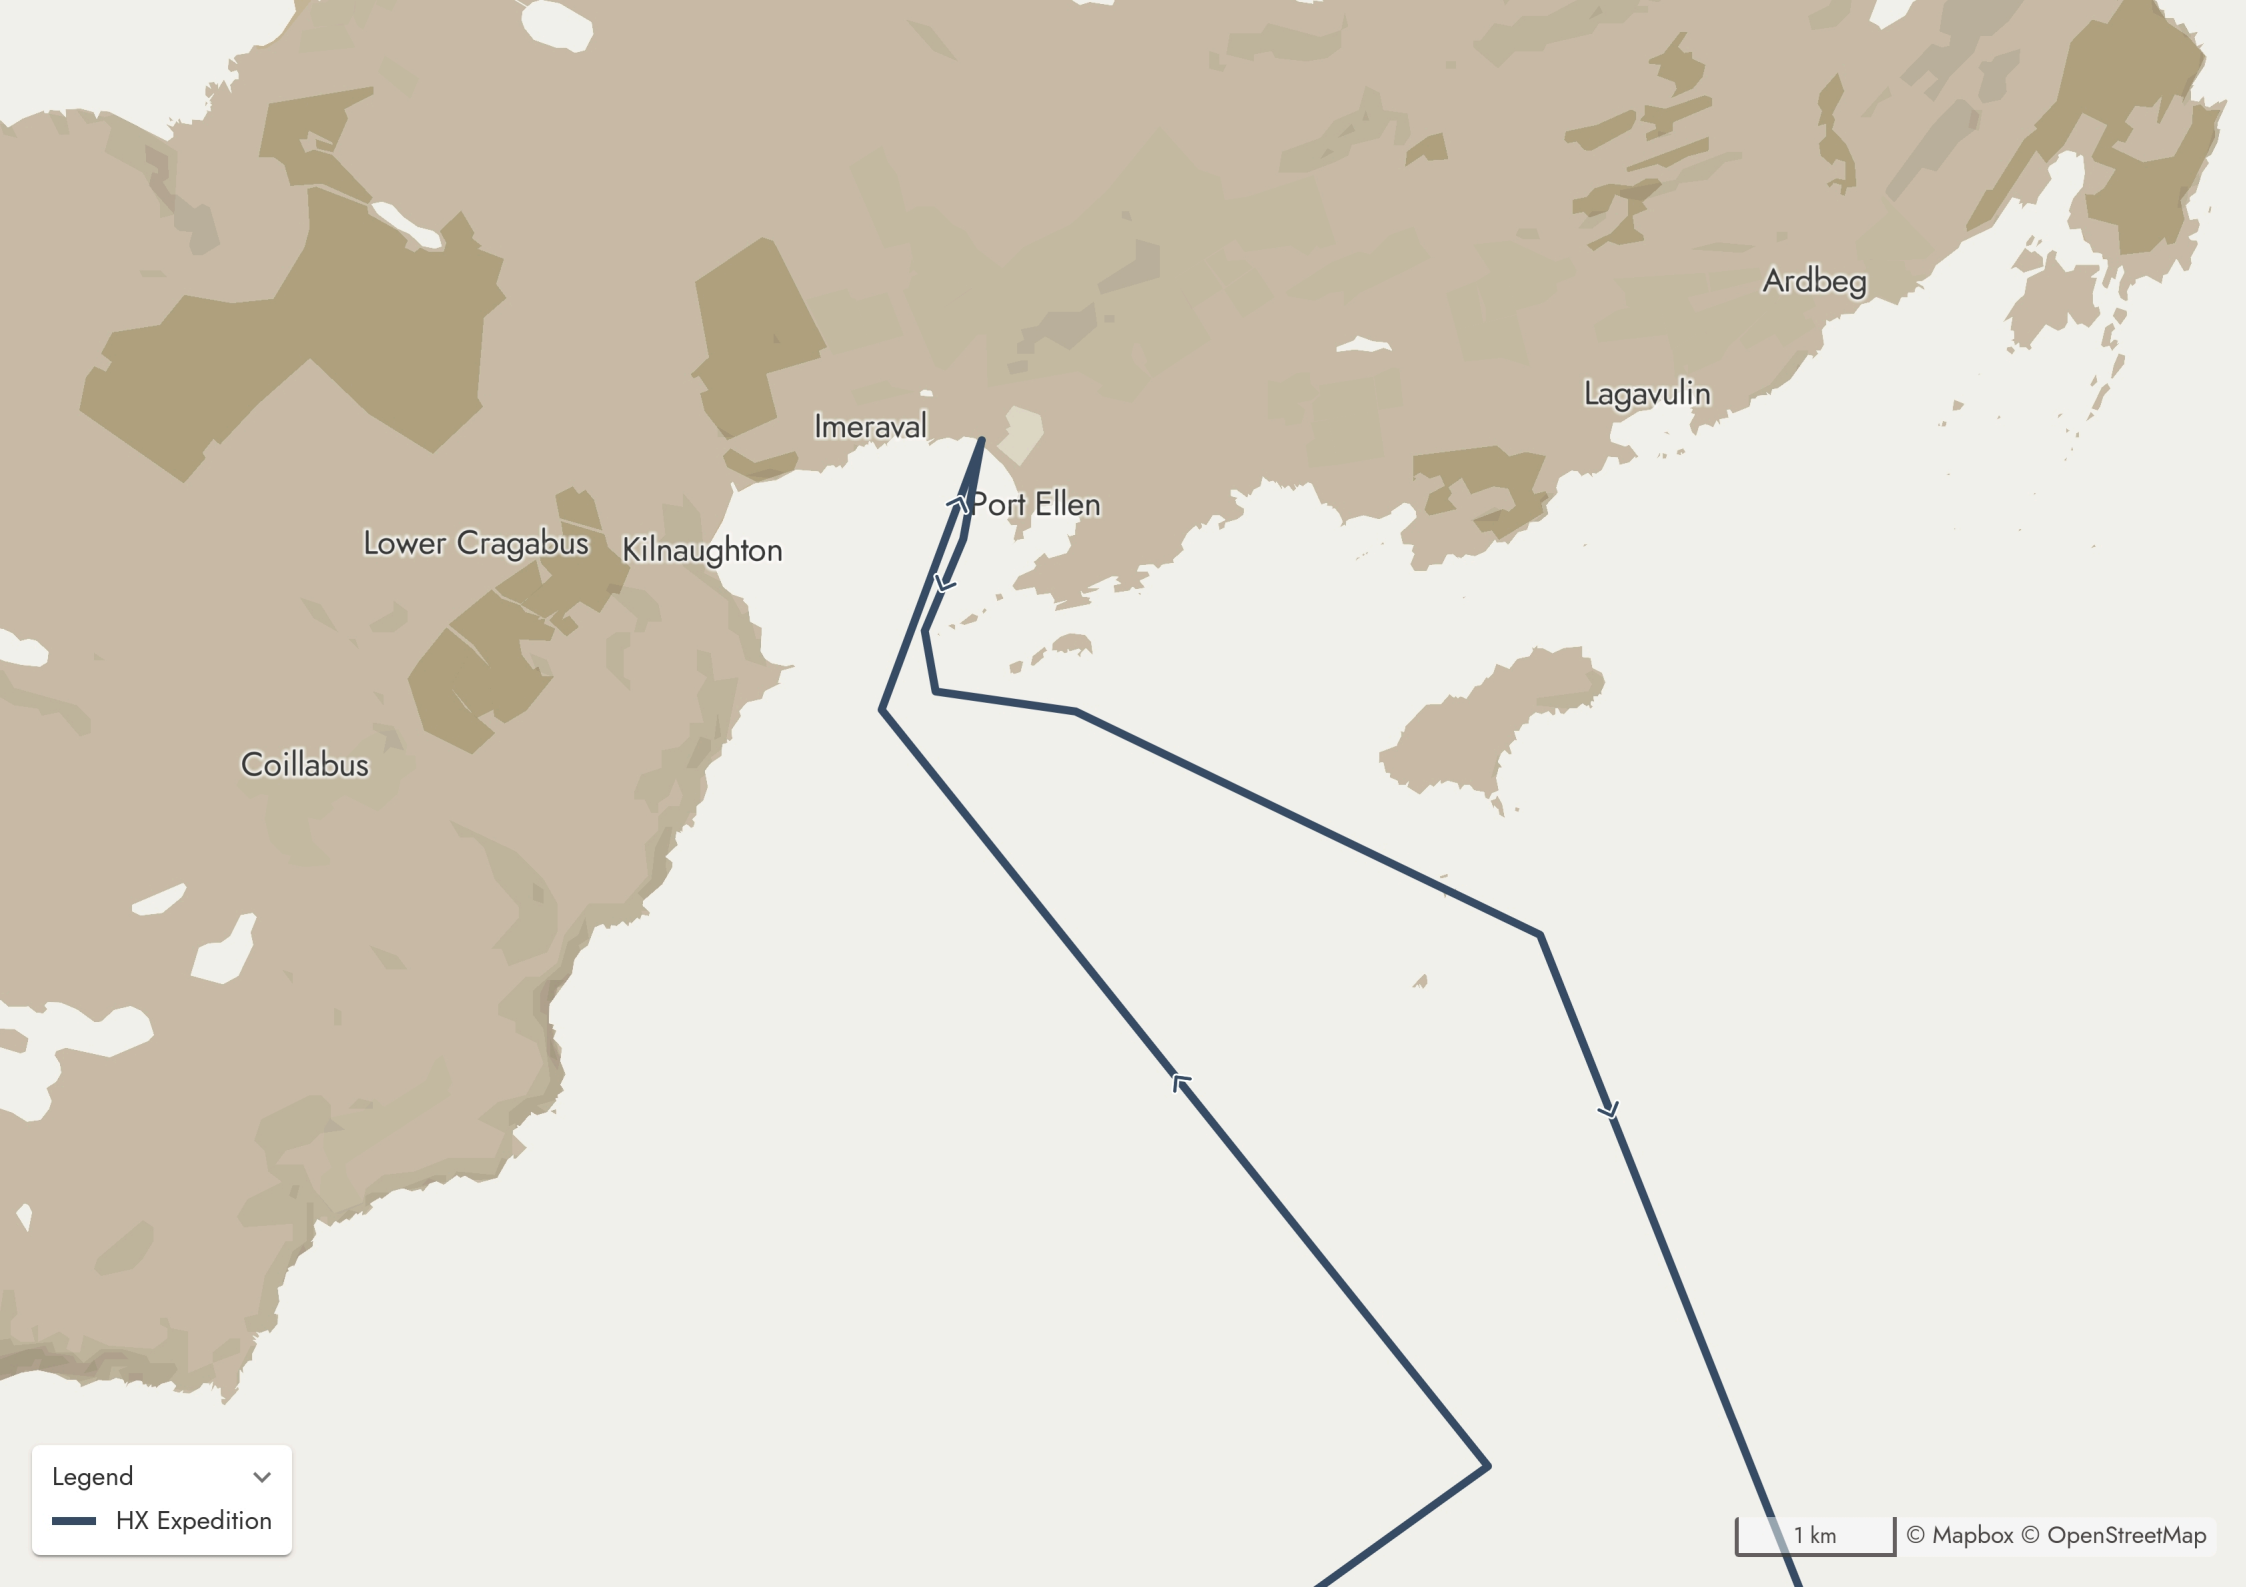 Ardbeg
Lagavulin
Imeraval
Port Ellen
Lower Cragabus
Kilnaughton
Coillabus
Legend
HX Expedition
1 km
© Mapbox © OpenStreetMap